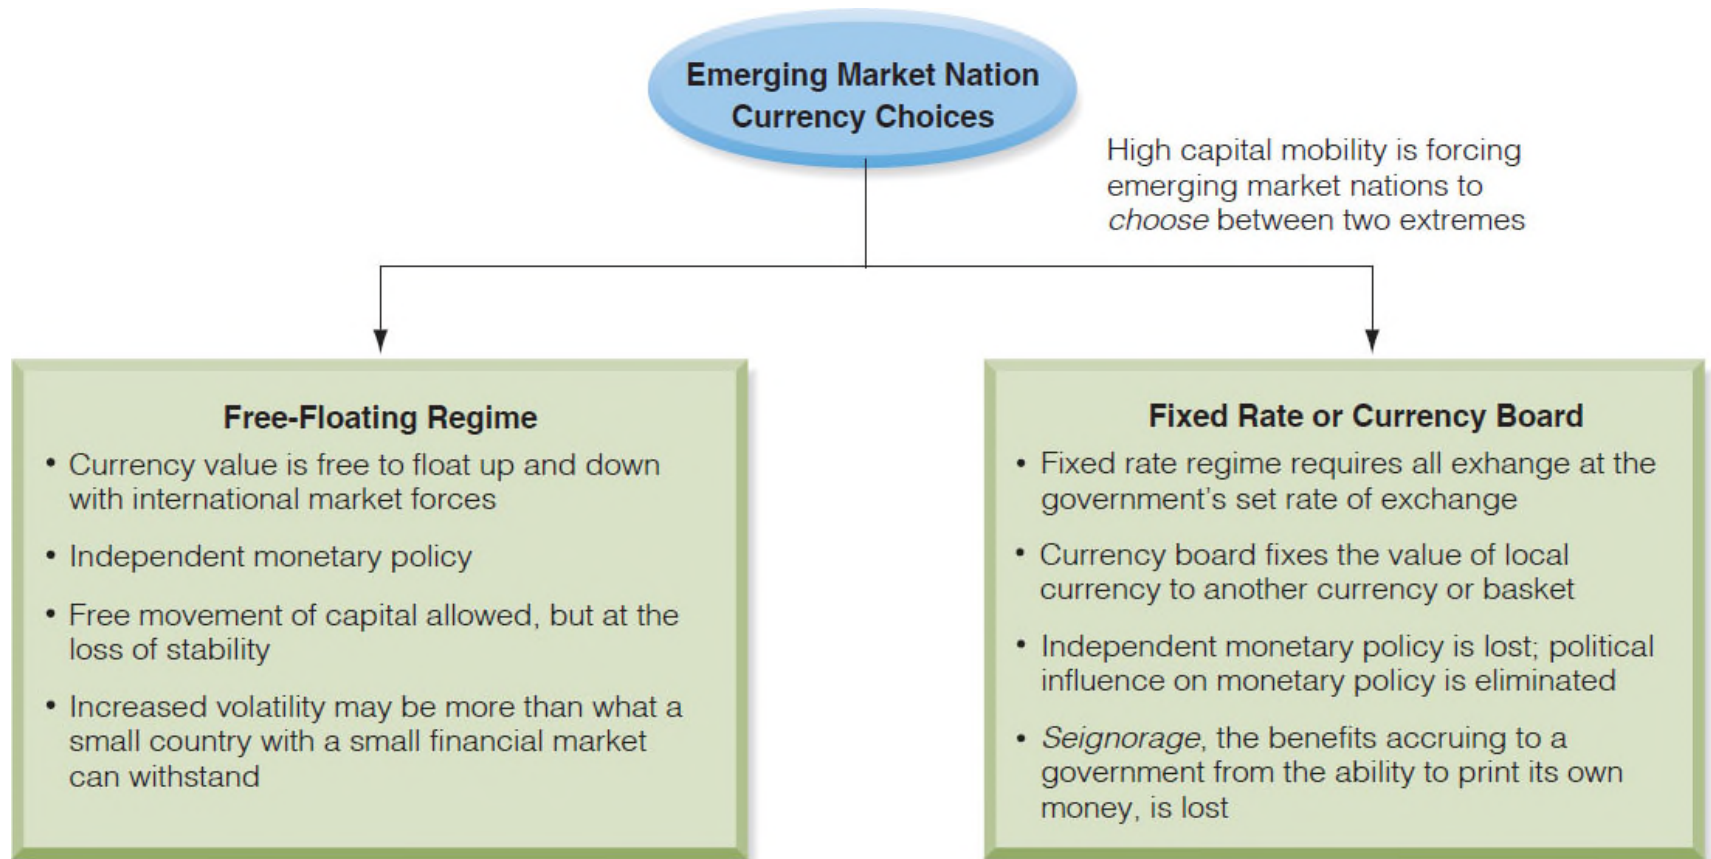 Emerging Market Nation
Currency Choices
High capital mobility is forcing
emerging market nations to
choose between two extremes
Free-Floating Regime
• Currency value is free to float up and down
with international market forces
• Independent monetary policy
• Free movement of capital allowed, but at the
loss of stability
• Increased volatility may be more than what a
small country with a small financial market
can withstand
Fixed Rate or Currency Board
• Fixed rate regime requires all exhange at the
government's set rate of exchange
• Currency board fixes the value of local
currency to another currency or basket
• Independent monetary policy is lost; political
influence on monetary policy is eliminated
• Seignorage, the benefits accruing to a
government from the ability to print its own
money, is lost